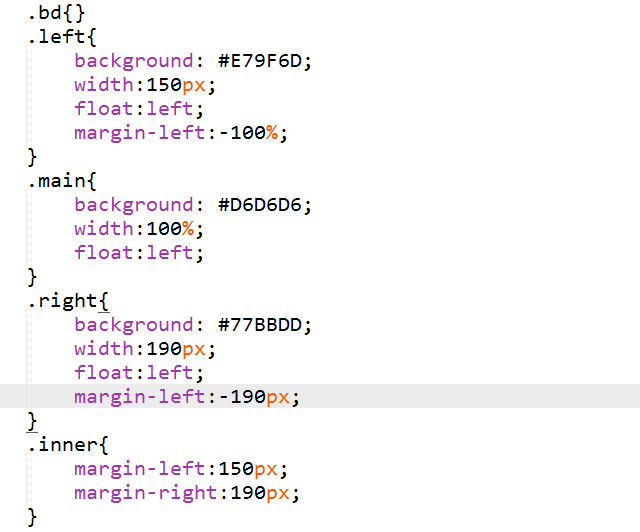 .bd{}
.left{
    background: #E79F6D;
    width:150px;
    float:left;
    margin-left:-100%;
}
.main{
    background: #D6D6D6;
    width:100%;
    float:left;
}
.right{
    background: #77BBDD;
    width:190px;
    float:left;
    margin-left:-190px;
}
.inner{
    margin-left:150px;
    margin-right:190px;
}